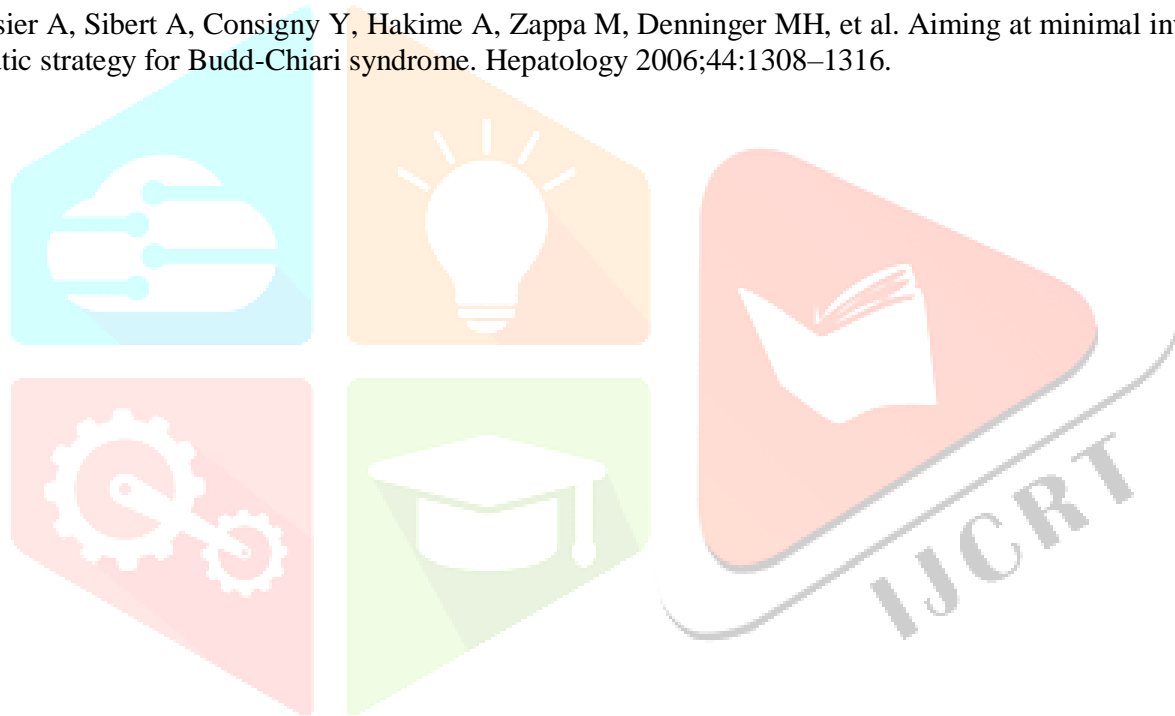 sier A, Sibert A, Consigny Y, Hakime A, Zappa M, Denninger MH, et al. Aiming at minimal in
tic strategy for Budd-Chiari syndrome. Hepatology 2006;44:1308–1316.
IJCRT